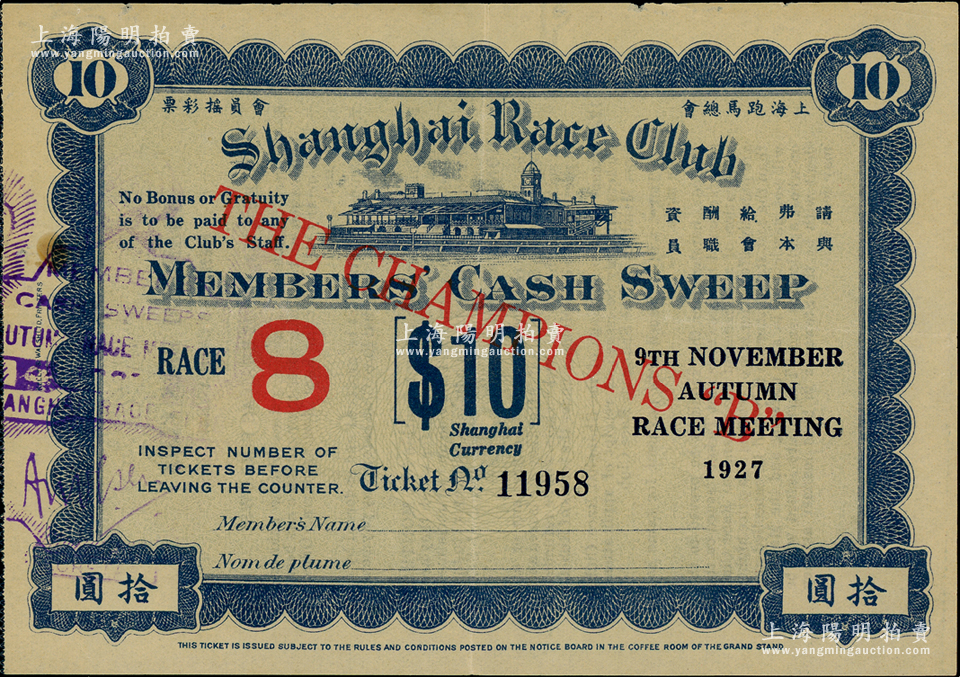 上海陽明拍賣
www.yangmingauction.com
10
10
票彩搖員會
會總馬跑海上
Shanghai Race Club
No Bonus or Gratuity
is to be paid to any
of the Club's Staff.
資酬給弗請
員職會本與
THE CHAMPIONS "B"
MEMBERS' CASH SWEEP
RACE 8
[$10]
Shanghai
Currency
上海陽明拍賣
www.yangmingauction.com
9TH NOVEMBER
AUTUMN
RACE MEETING
1927
INSPECT NUMBER OF
TICKETS BEFORE
LEAVING THE COUNTER.
Ticket No. 11958
Member's Name
Nom de plume
圓拾
圓拾
THIS TICKET IS ISSUED SUBJECT TO THE RULES AND CONDITIONS POSTED ON THE NOTICE BOARD IN THE COFFEE ROOM OF THE GRAND STAND
上海陽明拍賣
www.yangmingauction.com